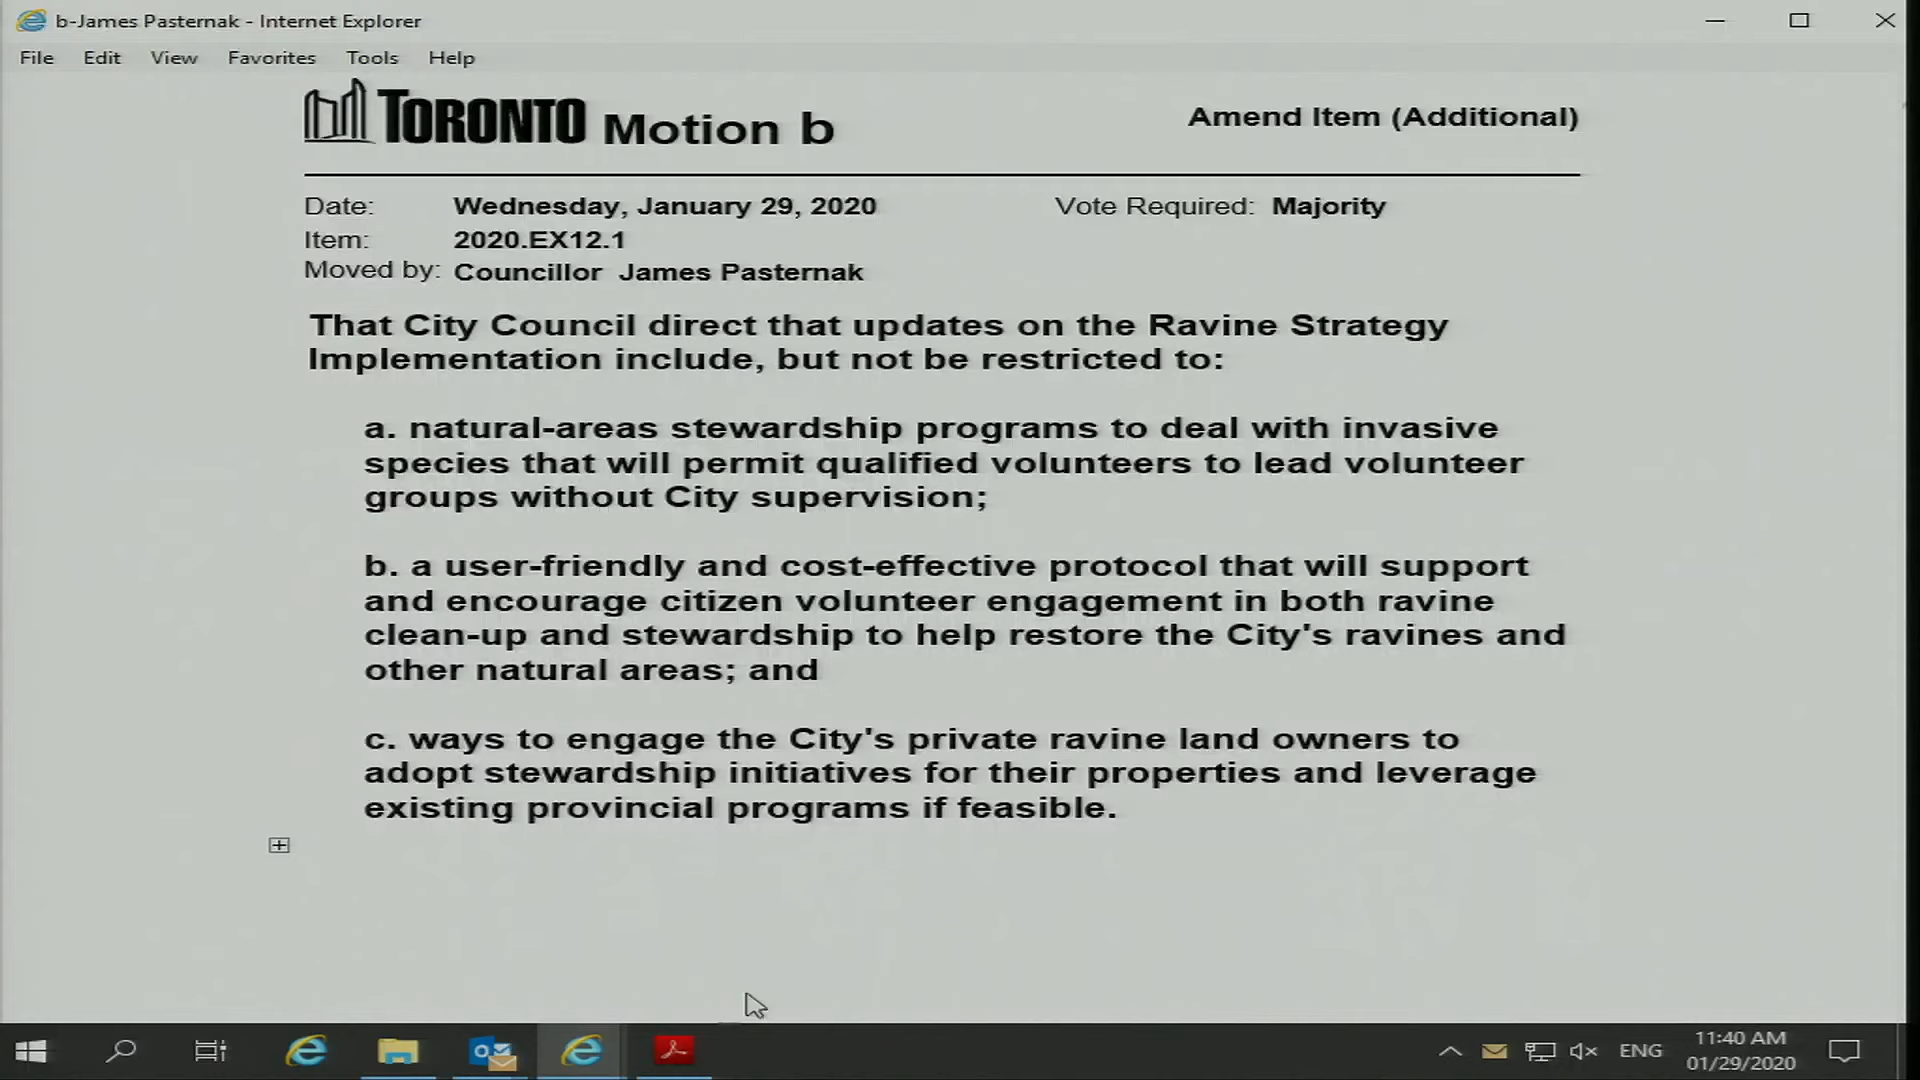 b-James Pasternak - Internet Explorer
File Edit View Favorites Tools Help
TORONTO Motion b
Amend Item (Additional)
Date: Wednesday, January 29, 2020 Vote Required: Majority
Item: 2020.EX12.1
Moved by: Councillor James Pasternak
That City Council direct that updates on the Ravine Strategy
Implementation include, but not be restricted to:
a. natural-areas stewardship programs to deal with invasive
species that will permit qualified volunteers to lead volunteer
groups without City supervision;
b. a user-friendly and cost-effective protocol that will support
and encourage citizen volunteer engagement in both ravine
clean-up and stewardship to help restore the City's ravines and
other natural areas; and
c. ways to engage the City's private ravine land owners to
adopt stewardship initiatives for their properties and leverage
existing provincial programs if feasible.
ENG
11:40 AM
01/29/2020